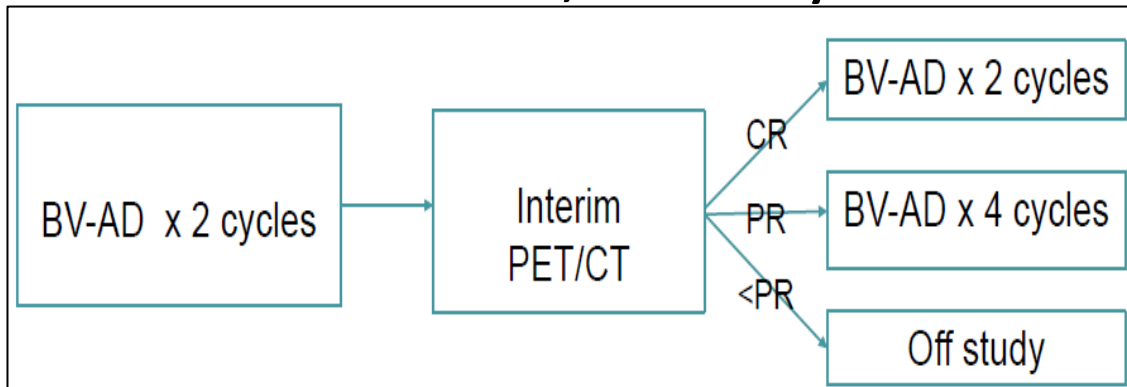 BV-AD x 2 cycles
Interim
PET/CT
CR
PR
<PR
BV-AD x 2 cycles
BV-AD x 4 cycles
Off study